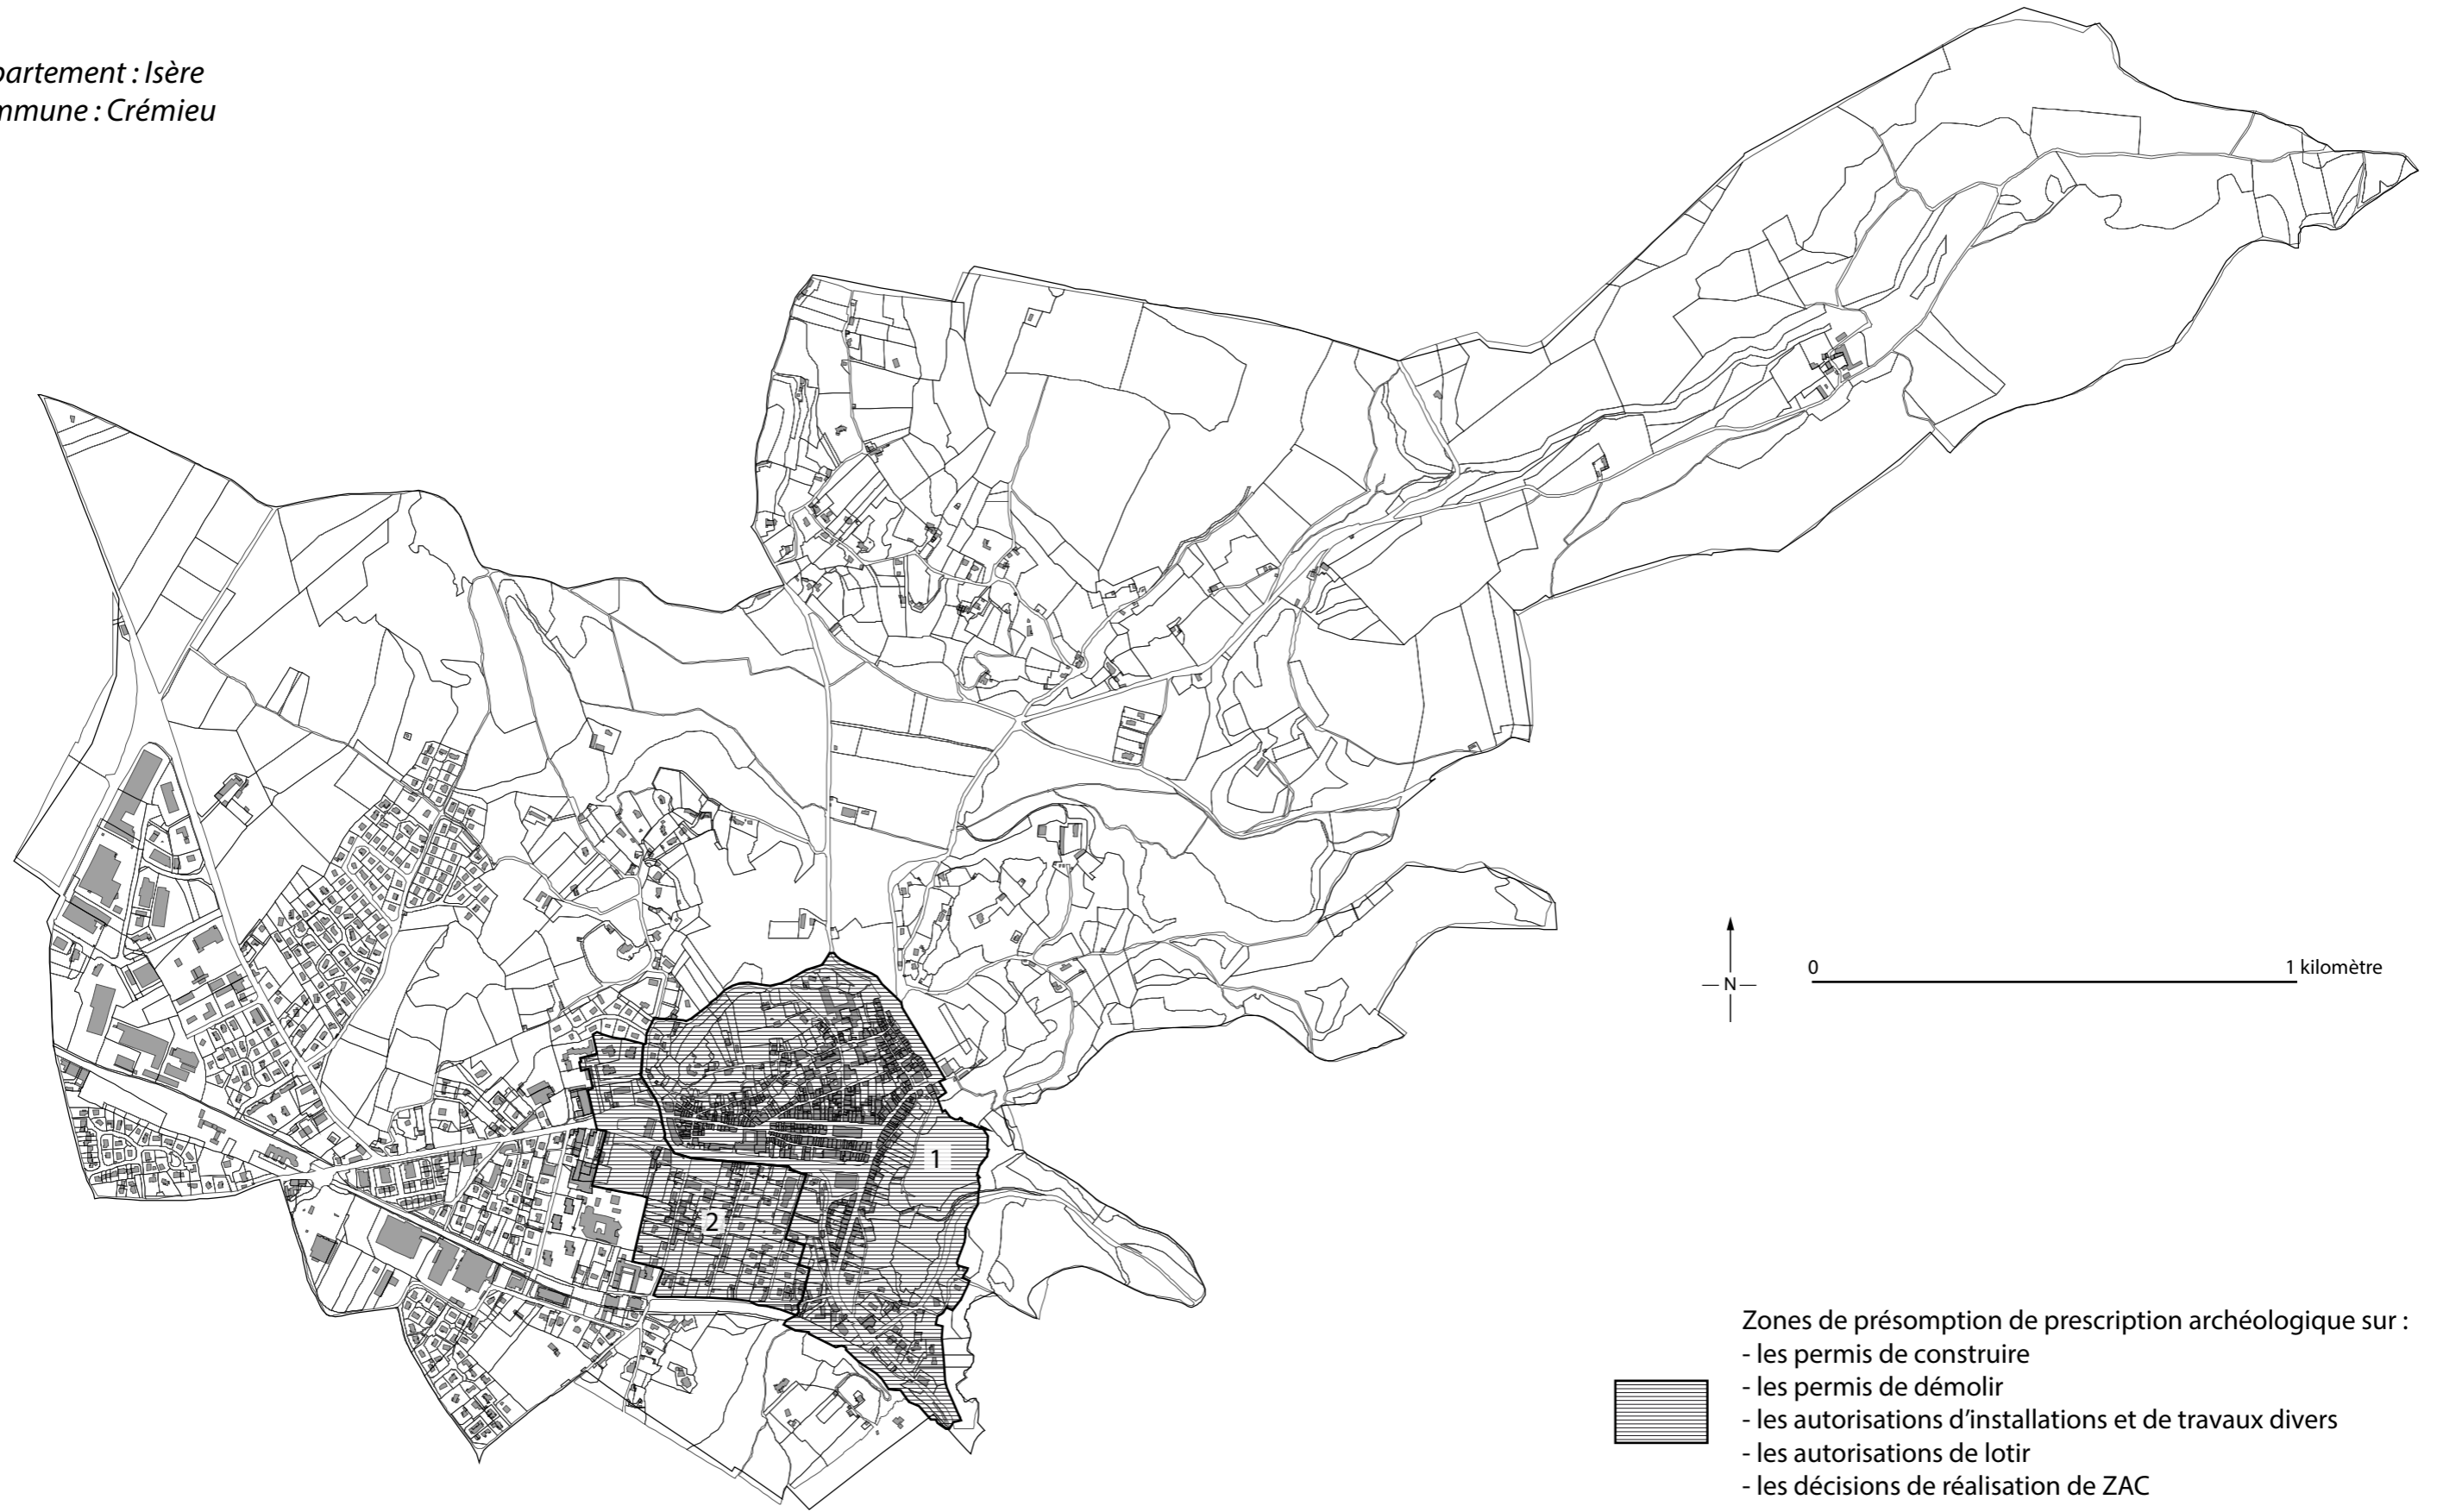 partement : Isère
mmune : Crémieu
N
0
1 kilomètre
1
2
Zones de présomption de prescription archéologique sur :
- les permis de construire
- les permis de démolir
- les autorisations d'installations et de travaux divers
- les autorisations de lotir
- les décisions de réalisation de ZAC